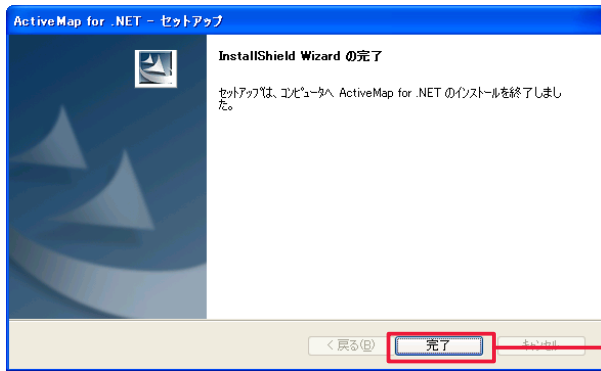 ActiveMap for .NET - セットアップ
InstallShield Wizard の完了
セットアップは、コンピュータへ ActiveMap for .NET のインストールを終了しまし
た。
< 戻る(B)
完了
キャンセル